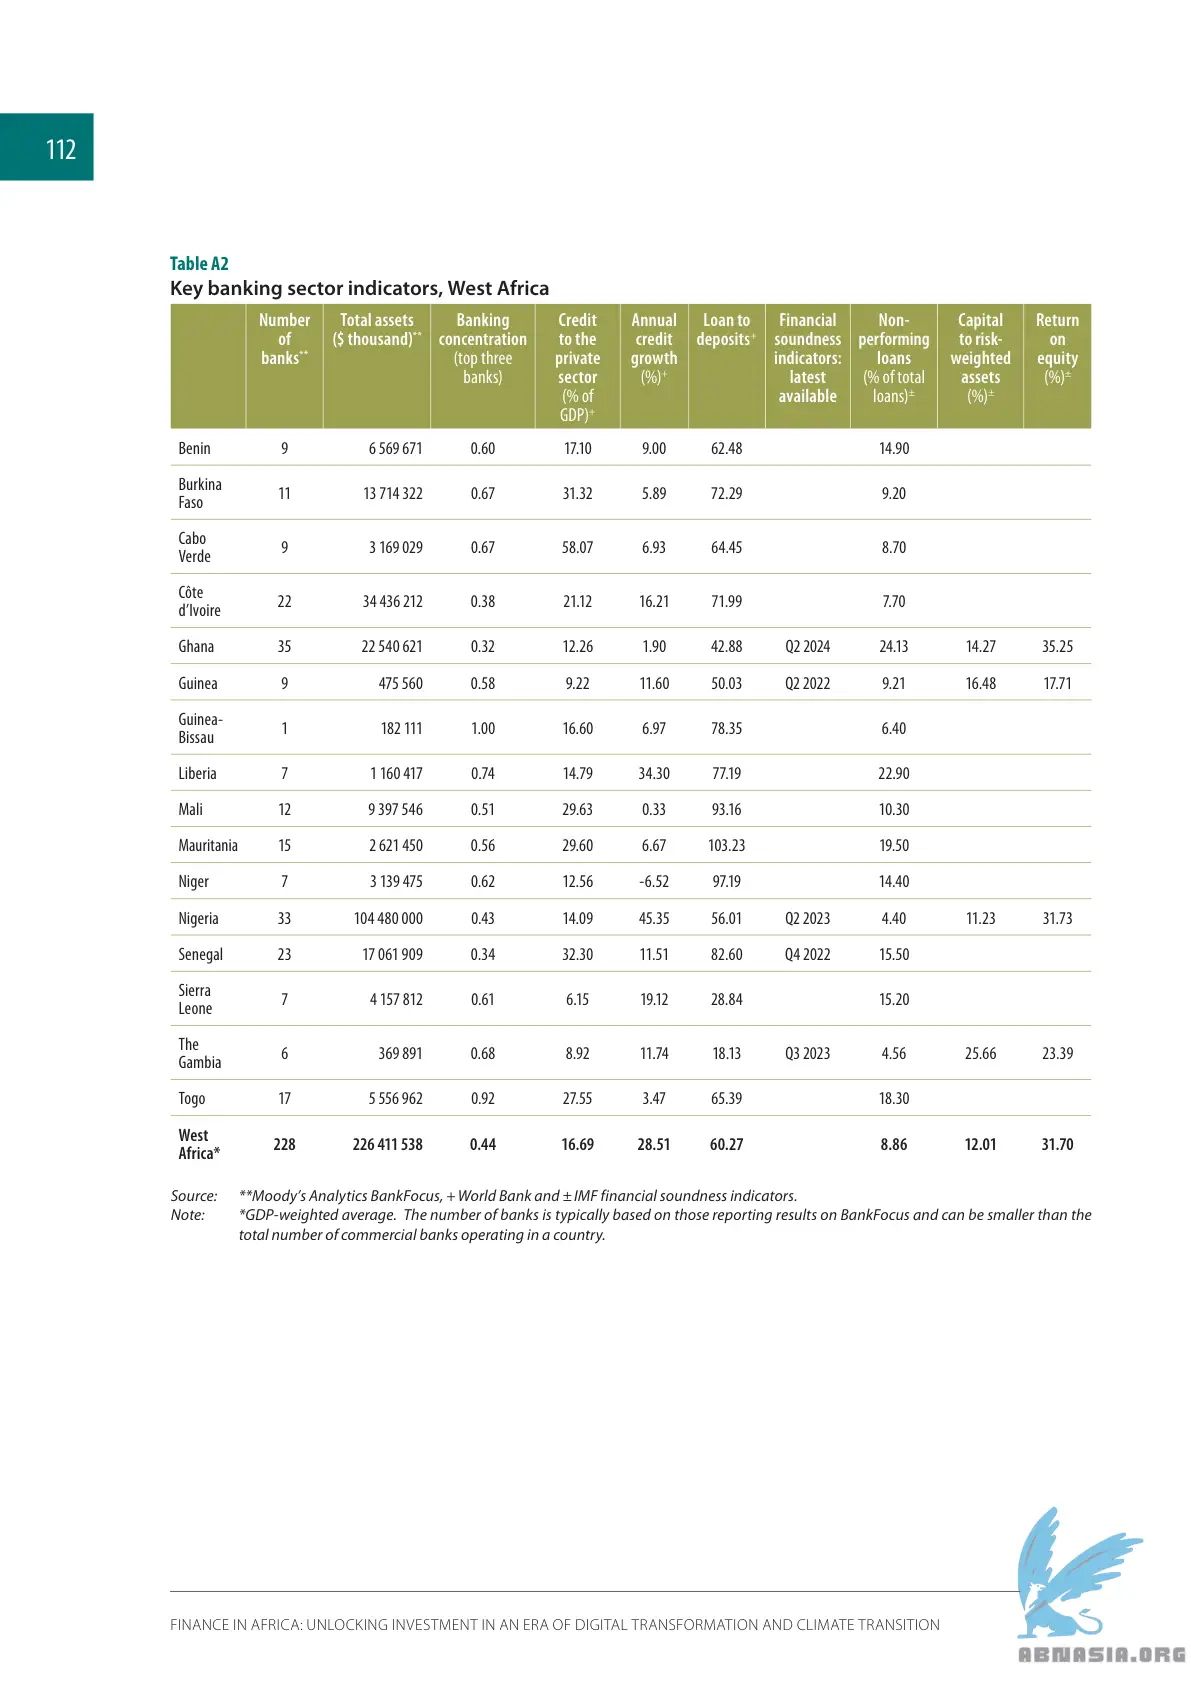 112
Table A2
Key banking sector indicators, West Africa
Number of banks** Total assets ($ thousand)** Banking concentration (top three banks) Credit to the private sector (% of GDP)+ Annual credit growth (%)+ Loan to deposits+ Financial soundness indicators: latest available Non-performing loans (% of total loans)± Capital to risk-weighted assets (%)± Return on equity (%)±
Benin 9 6 569 671 0.60 17.10 9.00 62.48 14.90
Burkina Faso 11 13 714 322 0.67 31.32 5.89 72.29 9.20
Cabo Verde 9 3 169 029 0.67 58.07 6.93 64.45 8.70
Côte d’Ivoire 22 34 436 212 0.38 21.12 16.21 71.99 7.70
Ghana 35 22 540 621 0.32 12.26 1.90 42.88 Q2 2024 24.13 14.27 35.25
Guinea 9 475 560 0.58 9.22 11.60 50.03 Q2 2022 9.21 16.48 17.71
Guinea-Bissau 1 182 111 1.00 16.60 6.97 78.35 6.40
Liberia 7 1 160 417 0.74 14.79 34.30 77.19 22.90
Mali 12 9 397 546 0.51 29.63 0.33 93.16 10.30
Mauritania 15 2 621 450 0.56 29.60 6.67 103.23 19.50
Niger 7 3 139 475 0.62 12.56 -6.52 97.19 14.40
Nigeria 33 104 480 000 0.43 14.09 45.35 56.01 Q2 2023 4.40 11.23 31.73
Senegal 23 17 061 909 0.34 32.30 11.51 82.60 Q4 2022 15.50
Sierra Leone 7 4 157 812 0.61 6.15 19.12 28.84 15.20
The Gambia 6 369 891 0.68 8.92 11.74 18.13 Q3 2023 4.56 25.66 23.39
Togo 17 5 556 962 0.92 27.55 3.47 65.39 18.30
West Africa* 228 226 411 538 0.44 16.69 28.51 60.27 8.86 12.01 31.70
Source: **Moody’s Analytics BankFocus, + World Bank and ± IMF financial soundness indicators.
Note: *GDP-weighted average. The number of banks is typically based on those reporting results on BankFocus and can be smaller than the
total number of commercial banks operating in a country.
FINANCE IN AFRICA: UNLOCKING INVESTMENT IN AN ERA OF DIGITAL TRANSFORMATION AND CLIMATE TRANSITION
ABNASIA.ORG